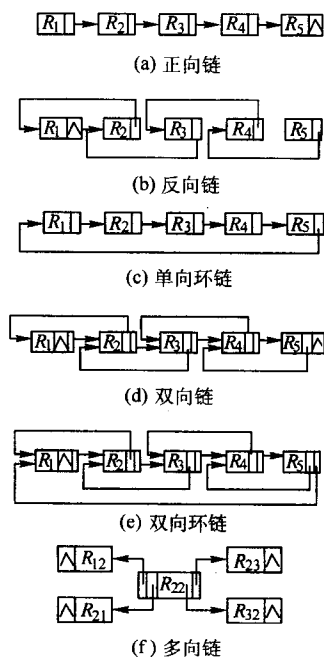 R1 R2 R3 R4 R5 ∧
(a) 正向链
R1 ∧ R2 R3 R4 R5
(b) 反向链
R1 R2 R3 R4 R5
(c) 单向环链
R1 ∧ R2 R3 R4 R5 ∧
(d) 双向链
R1 ∧ R2 R3 R4 R5
(e) 双向环链
∧ R12 R22 R23 ∧
∧ R21 R32 ∧
(f) 多向链